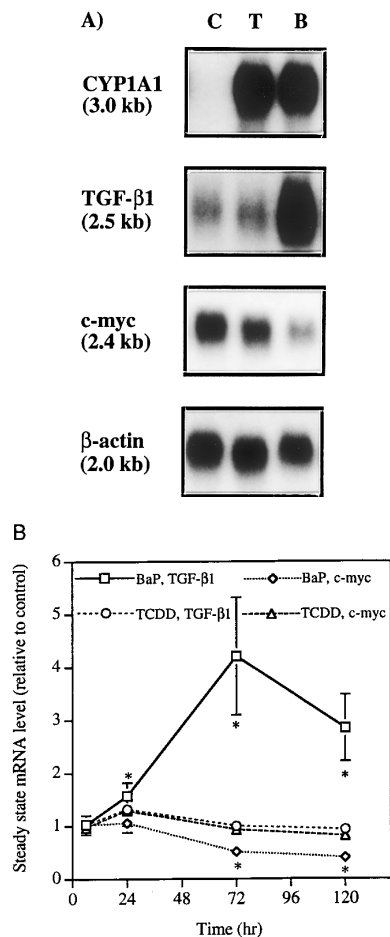 A) C T B
CYP1A1
(3.0 kb)
TGF-β1
(2.5 kb)
c-myc
(2.4 kb)
β-actin
(2.0 kb)
B
Steady state mRNA level (relative to control)
6
5
4
3
2
1
0
BaP, TGF-β1 BaP, c-myc
TCDD, TGF-β1 TCDD, c-myc
*
*
*
* *
0 24 48 72 96 120
Time (hr)